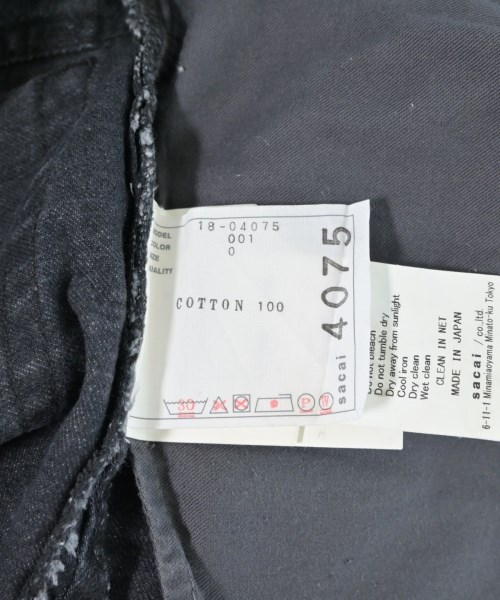 18-04075
MODEL
COLOR
001
SIZE
0
QUALITY
COTTON 100
30
P
W
sacai 4075
Do not bleach
Do not tumble dry
Dry away from sunlight
Cool iron
Dry clean
Wet clean
CLEAN IN NET
MADE IN JAPAN
sacai / co.,ltd.
6-11-1 Minamiaoyama Minato-ku Tokyo